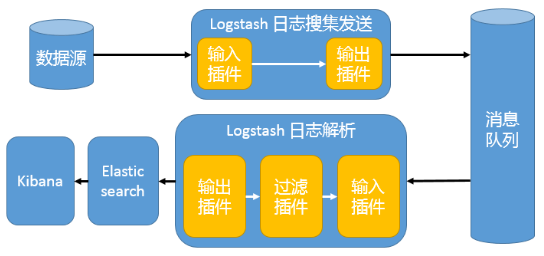 Logstash 日志搜集发送
数据源
输入
插件
输出
插件
消息
队列
Logstash 日志解析
Kibana
Elastic
search
输出
插件
过滤
插件
输入
插件